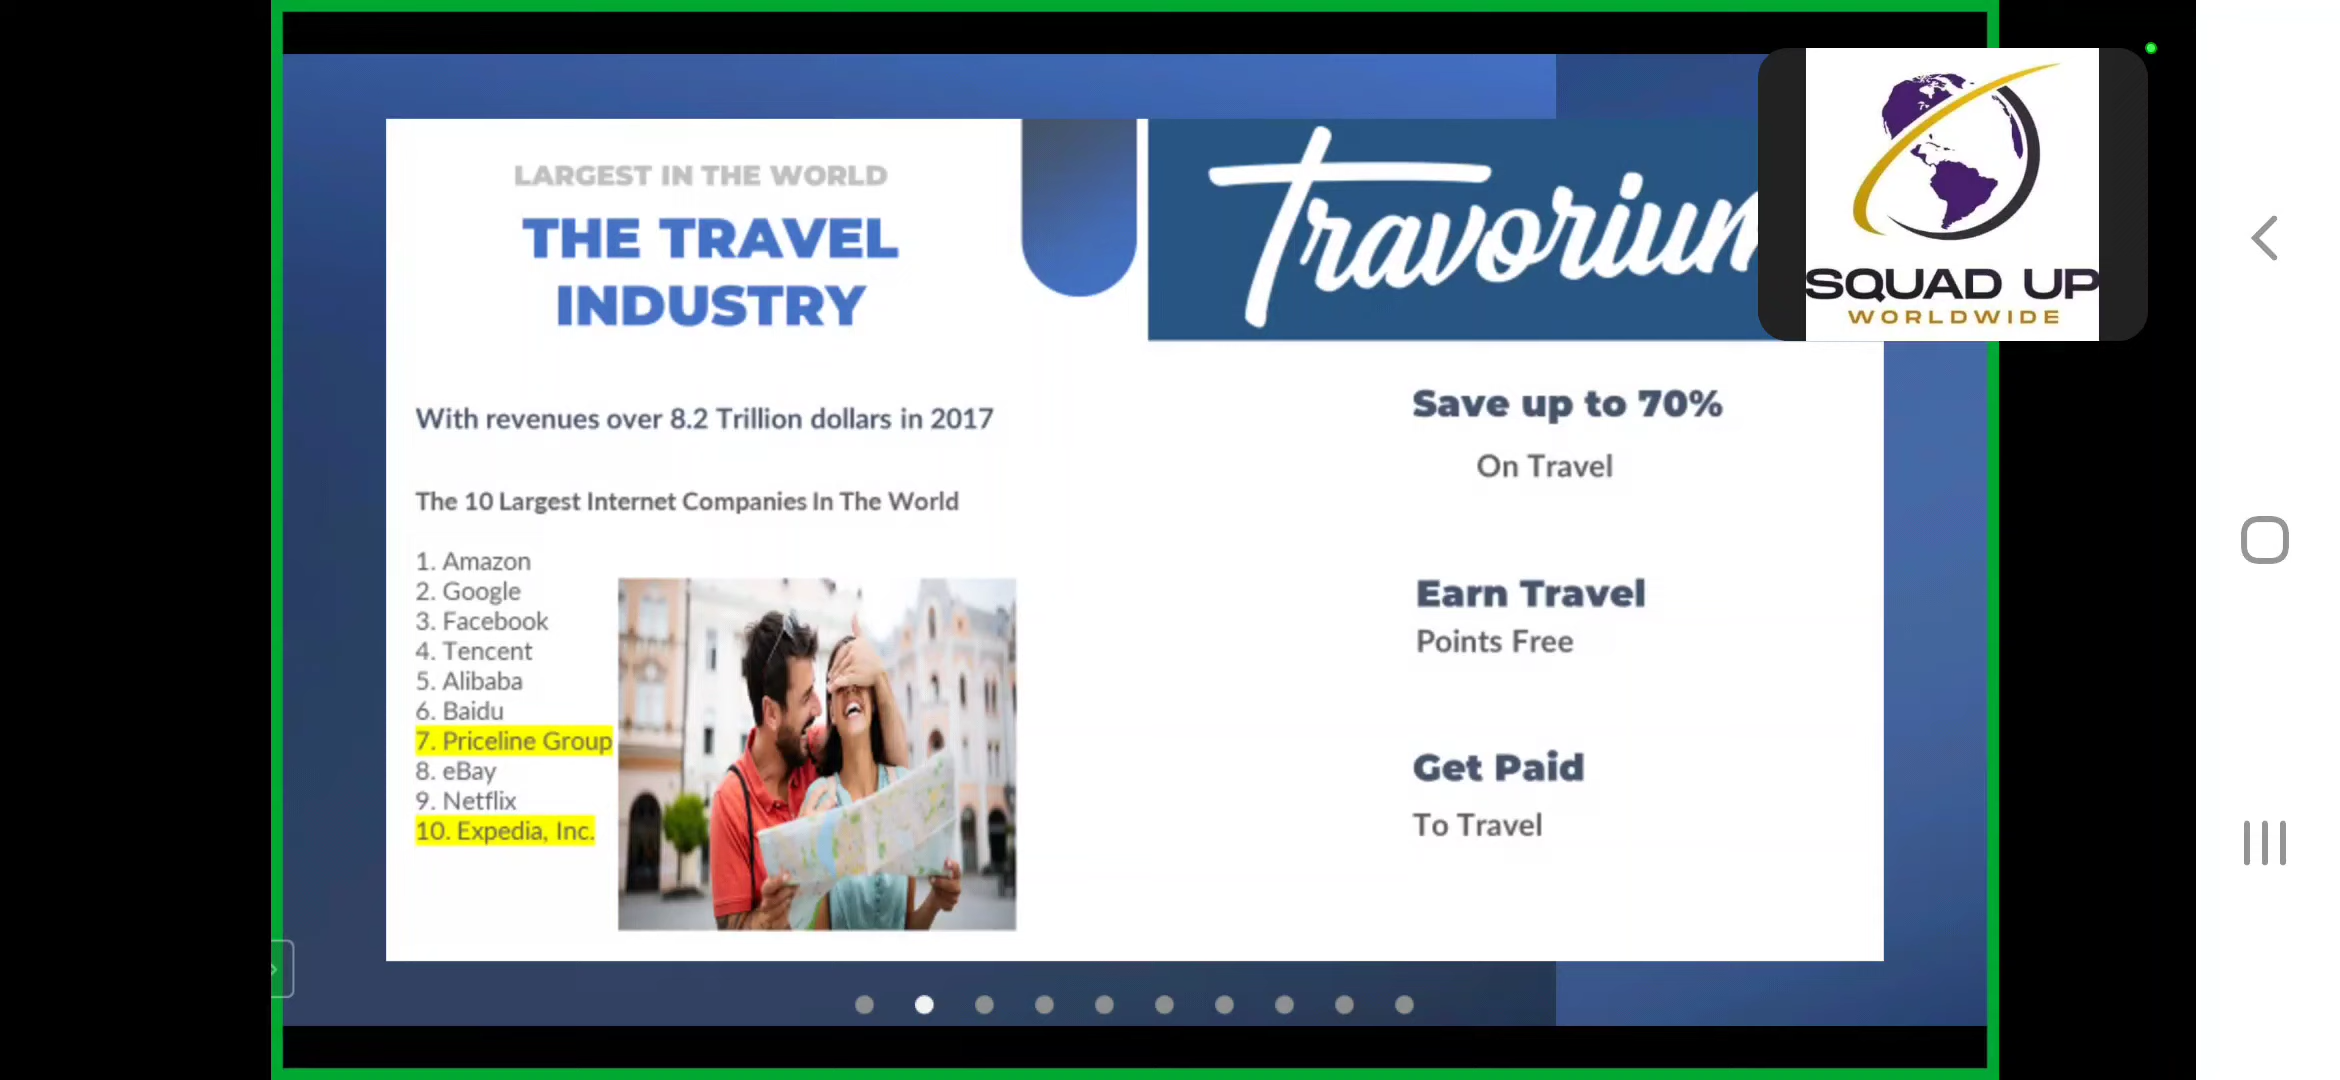 LARGEST IN THE WORLD
THE TRAVEL
INDUSTRY
With revenues over 8.2 Trillion dollars in 2017
The 10 Largest Internet Companies In The World
1. Amazon
2. Google
3. Facebook
4. Tencent
5. Alibaba
6. Baidu
7. Priceline Group
8. eBay
9. Netflix
10. Expedia, Inc.
Travorium
Save up to 70%
On Travel
Earn Travel
Points Free
Get Paid
To Travel
SQUAD UP
WORLDWIDE